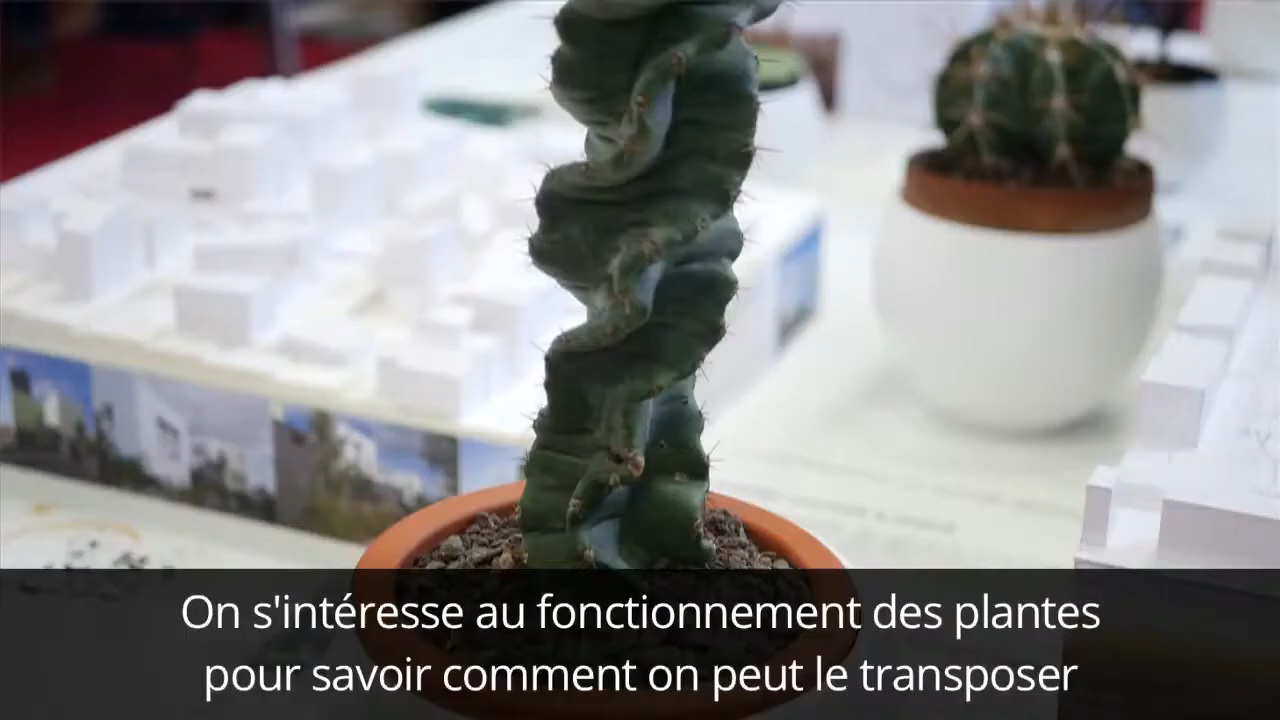 On s'intéresse au fonctionnement des plantes
pour savoir comment on peut le transposer